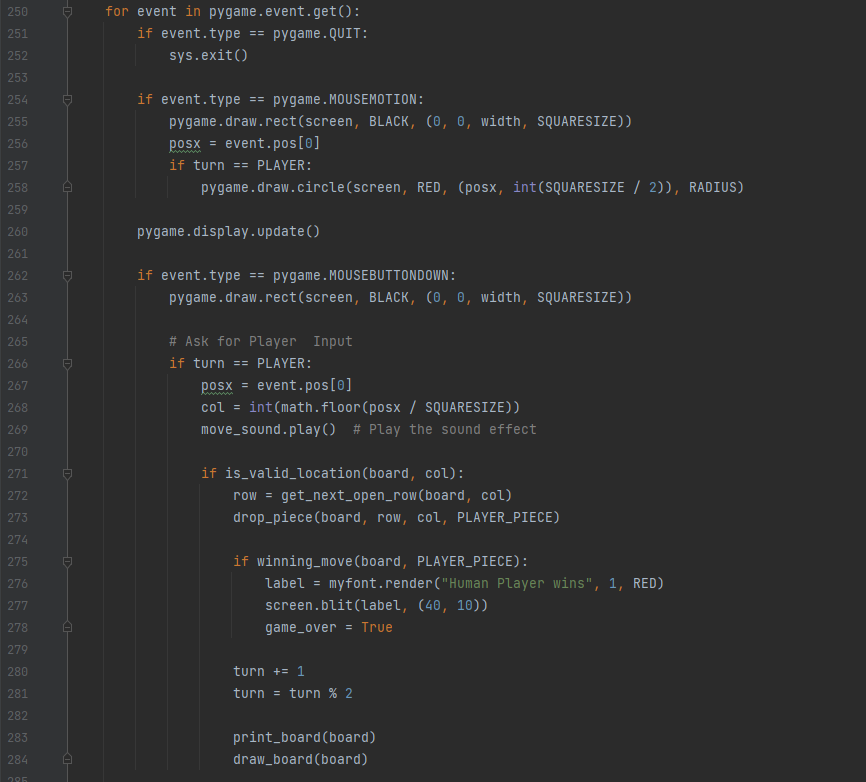 250 for event in pygame.event.get():
251 if event.type == pygame.QUIT:
252 sys.exit()
253
254 if event.type == pygame.MOUSEMOTION:
255 pygame.draw.rect(screen, BLACK, (0, 0, width, SQUARESIZE))
256 posx = event.pos[0]
257 if turn == PLAYER:
258 pygame.draw.circle(screen, RED, (posx, int(SQUARESIZE / 2)), RADIUS)
259
260 pygame.display.update()
261
262 if event.type == pygame.MOUSEBUTTONDOWN:
263 pygame.draw.rect(screen, BLACK, (0, 0, width, SQUARESIZE))
264
265 # Ask for Player  Input
266 if turn == PLAYER:
267 posx = event.pos[0]
268 col = int(math.floor(posx / SQUARESIZE))
269 move_sound.play()  # Play the sound effect
270
271 if is_valid_location(board, col):
272 row = get_next_open_row(board, col)
273 drop_piece(board, row, col, PLAYER_PIECE)
274
275 if winning_move(board, PLAYER_PIECE):
276 label = myfont.render("Human Player wins", 1, RED)
277 screen.blit(label, (40, 10))
278 game_over = True
279
280 turn += 1
281 turn = turn % 2
282
283 print_board(board)
284 draw_board(board)
285